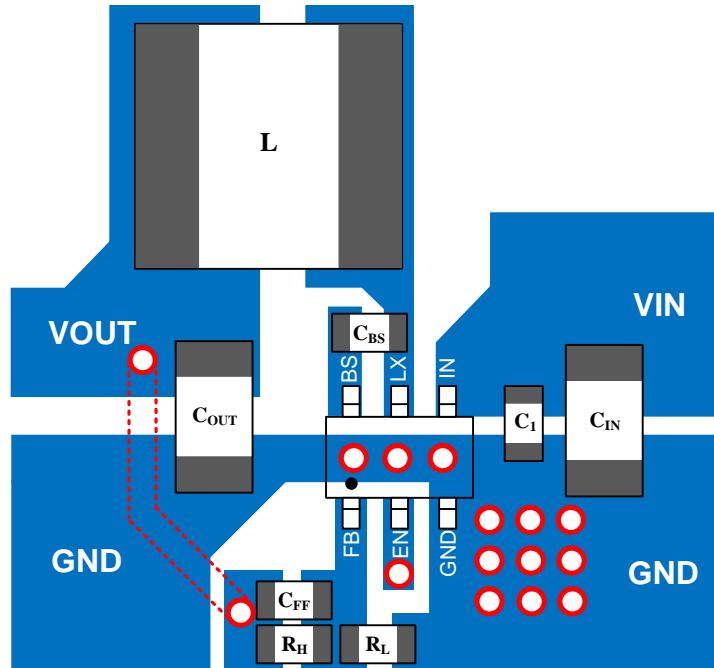 L
VIN
VOUT
CBS
BS
LX
IN
COUT
C1
CIN
FB
EN
GND
GND
GND
CFF
RH
RL